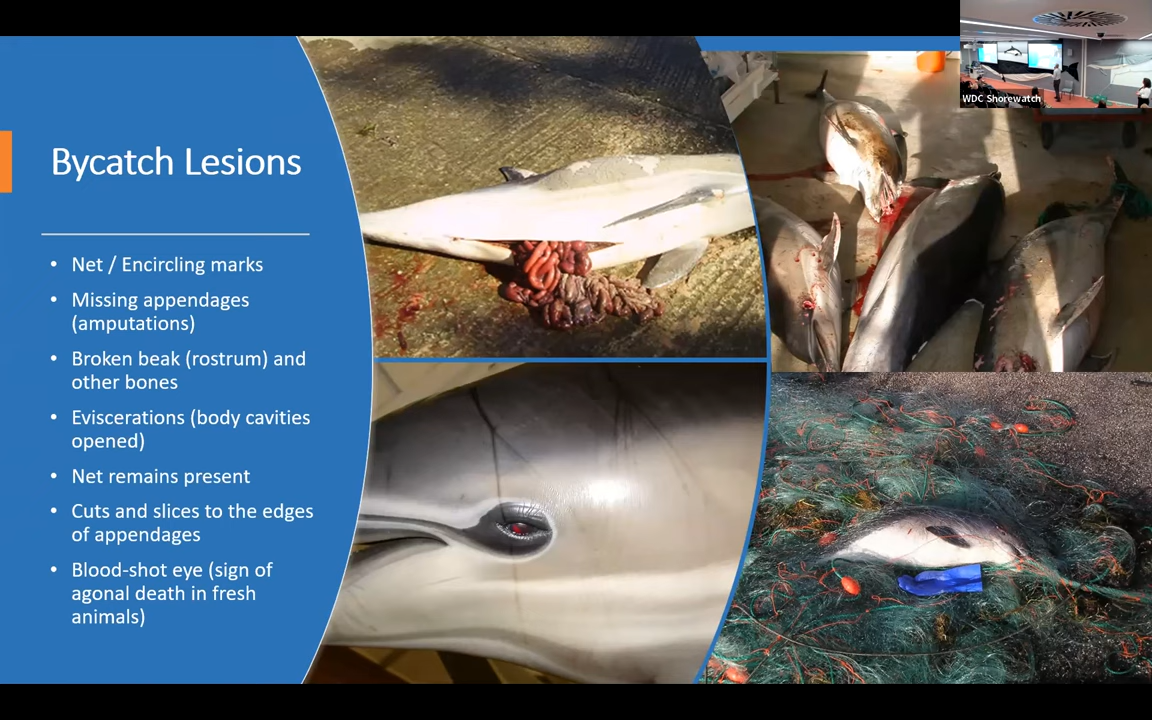 Bycatch Lesions
• Net / Encircling marks
• Missing appendages
(amputations)
• Broken beak (rostrum) and
other bones
• Eviscerations (body cavities
opened)
• Net remains present
• Cuts and slices to the edges
of appendages
• Blood-shot eye (sign of
agonal death in fresh
animals)
WDC Shorewatch